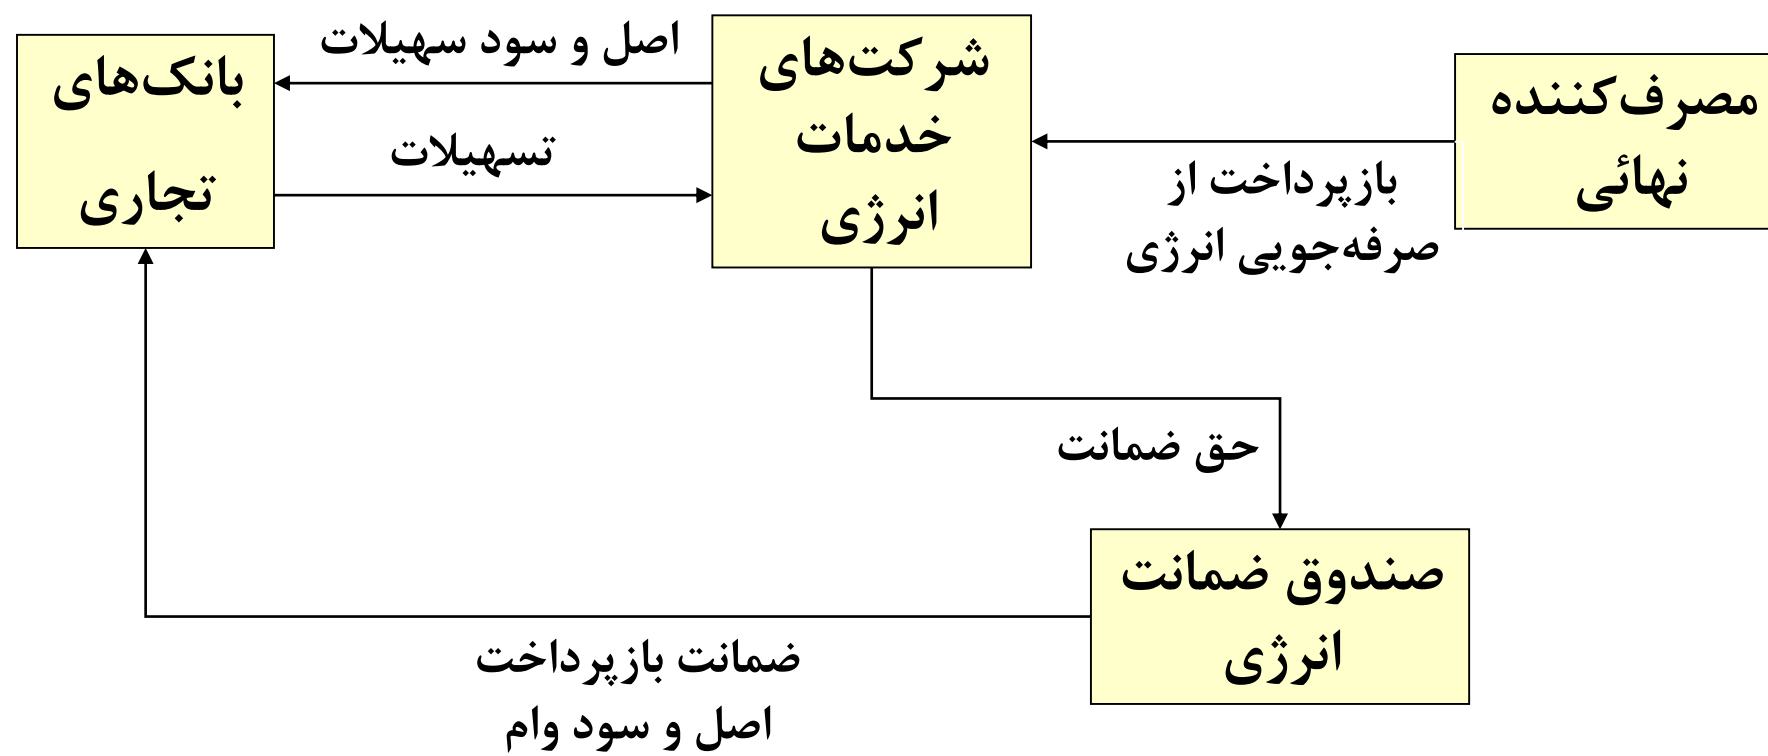 مصرف‌کننده
نهائی
بازپرداخت از
صرفه‌جویی انرژی
شرکت‌های
خدمات
انرژی
اصل و سود سهیلات
تسهیلات
بانک‌های
تجاری
حق ضمانت
صندوق ضمانت
انرژی
ضمانت بازپرداخت
اصل و سود وام